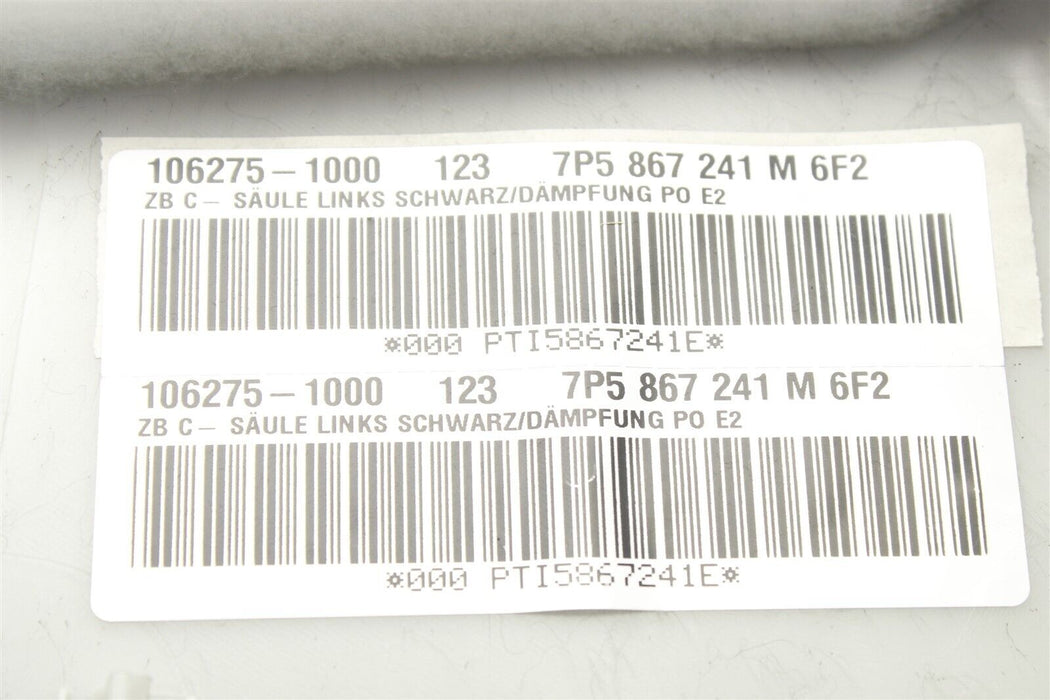 106275-1000 123 7P5 867 241 M 6F2
ZB C- SÄULE LINKS SCHWARZ/DÄMPFUNG PO E2
*000 PTI5867241E*
106275-1000 123 7P5 867 241 M 6F2
ZB C- SÄULE LINKS SCHWARZ/DÄMPFUNG PO E2
*000 PTI5867241E*